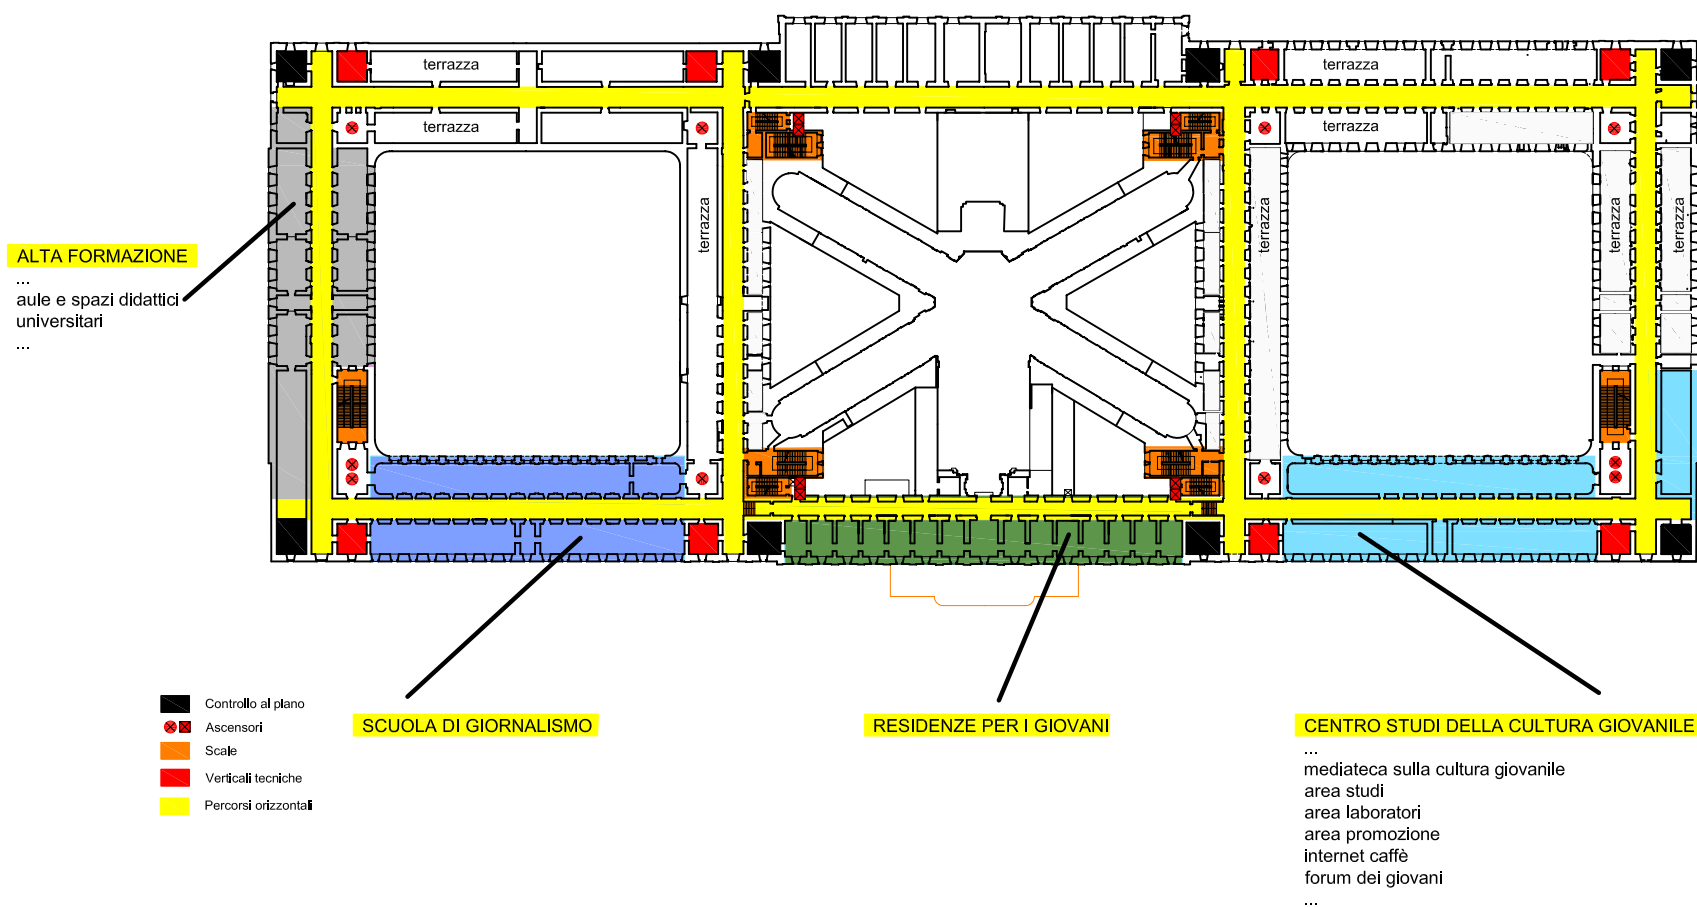 terrazza
terrazza
terrazza
terrazza
terrazza
terrazza
terrazza
terrazza
ALTA FORMAZIONE
...
aule e spazi didattici
universitari
...
Controllo al piano
Ascensori
Scale
Verticali tecniche
Percorsi orizzontali
SCUOLA DI GIORNALISMO
RESIDENZE PER I GIOVANI
CENTRO STUDI DELLA CULTURA GIOVANILE
...
mediateca sulla cultura giovanile
area studi
area laboratori
area promozione
internet caffè
forum dei giovani
...